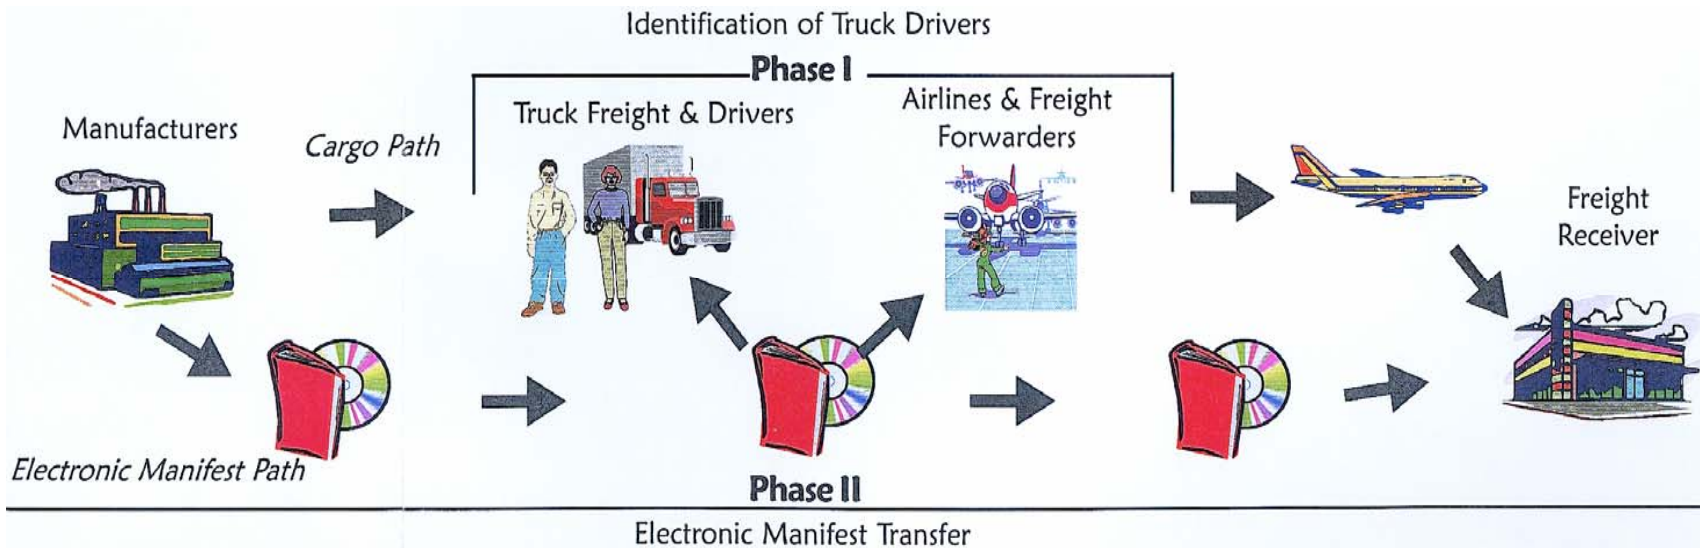 Identification of Truck Drivers
Phase I
Manufacturers
Cargo Path
Truck Freight & Drivers
Airlines & Freight
Forwarders
Freight
Receiver
Electronic Manifest Path
Phase II
Electronic Manifest Transfer